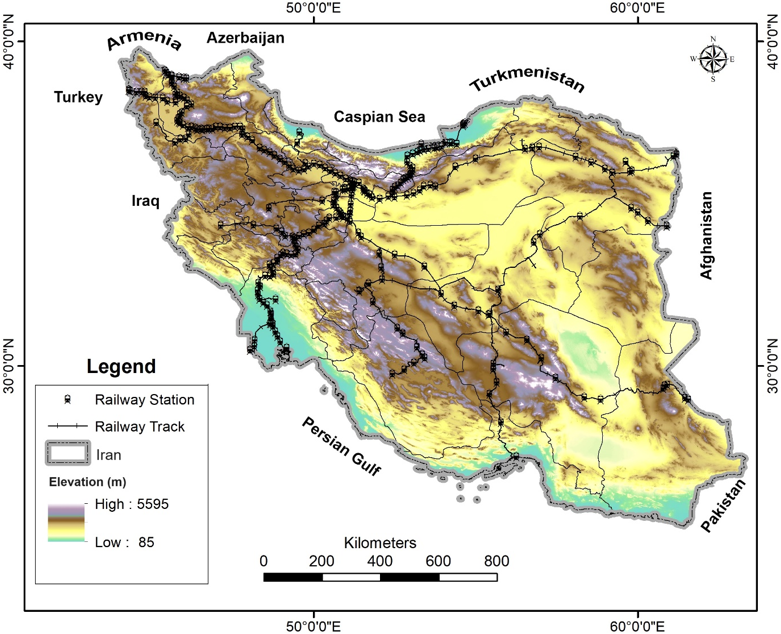 50°0'0"E
60°0'0"E
40°0'0"N
40°0'0"N
Armenia
Azerbaijan
N
W
E
S
Turkey
Caspian Sea
Turkmenistan
Iraq
Afghanistan
30°0'0"N
30°0'0"N
Legend
Railway Station
Railway Track
Iran
Elevation (m)
High : 5595
Low : 85
Persian Gulf
Pakistan
Kilometers
0 200 400 600 800
50°0'0"E
60°0'0"E